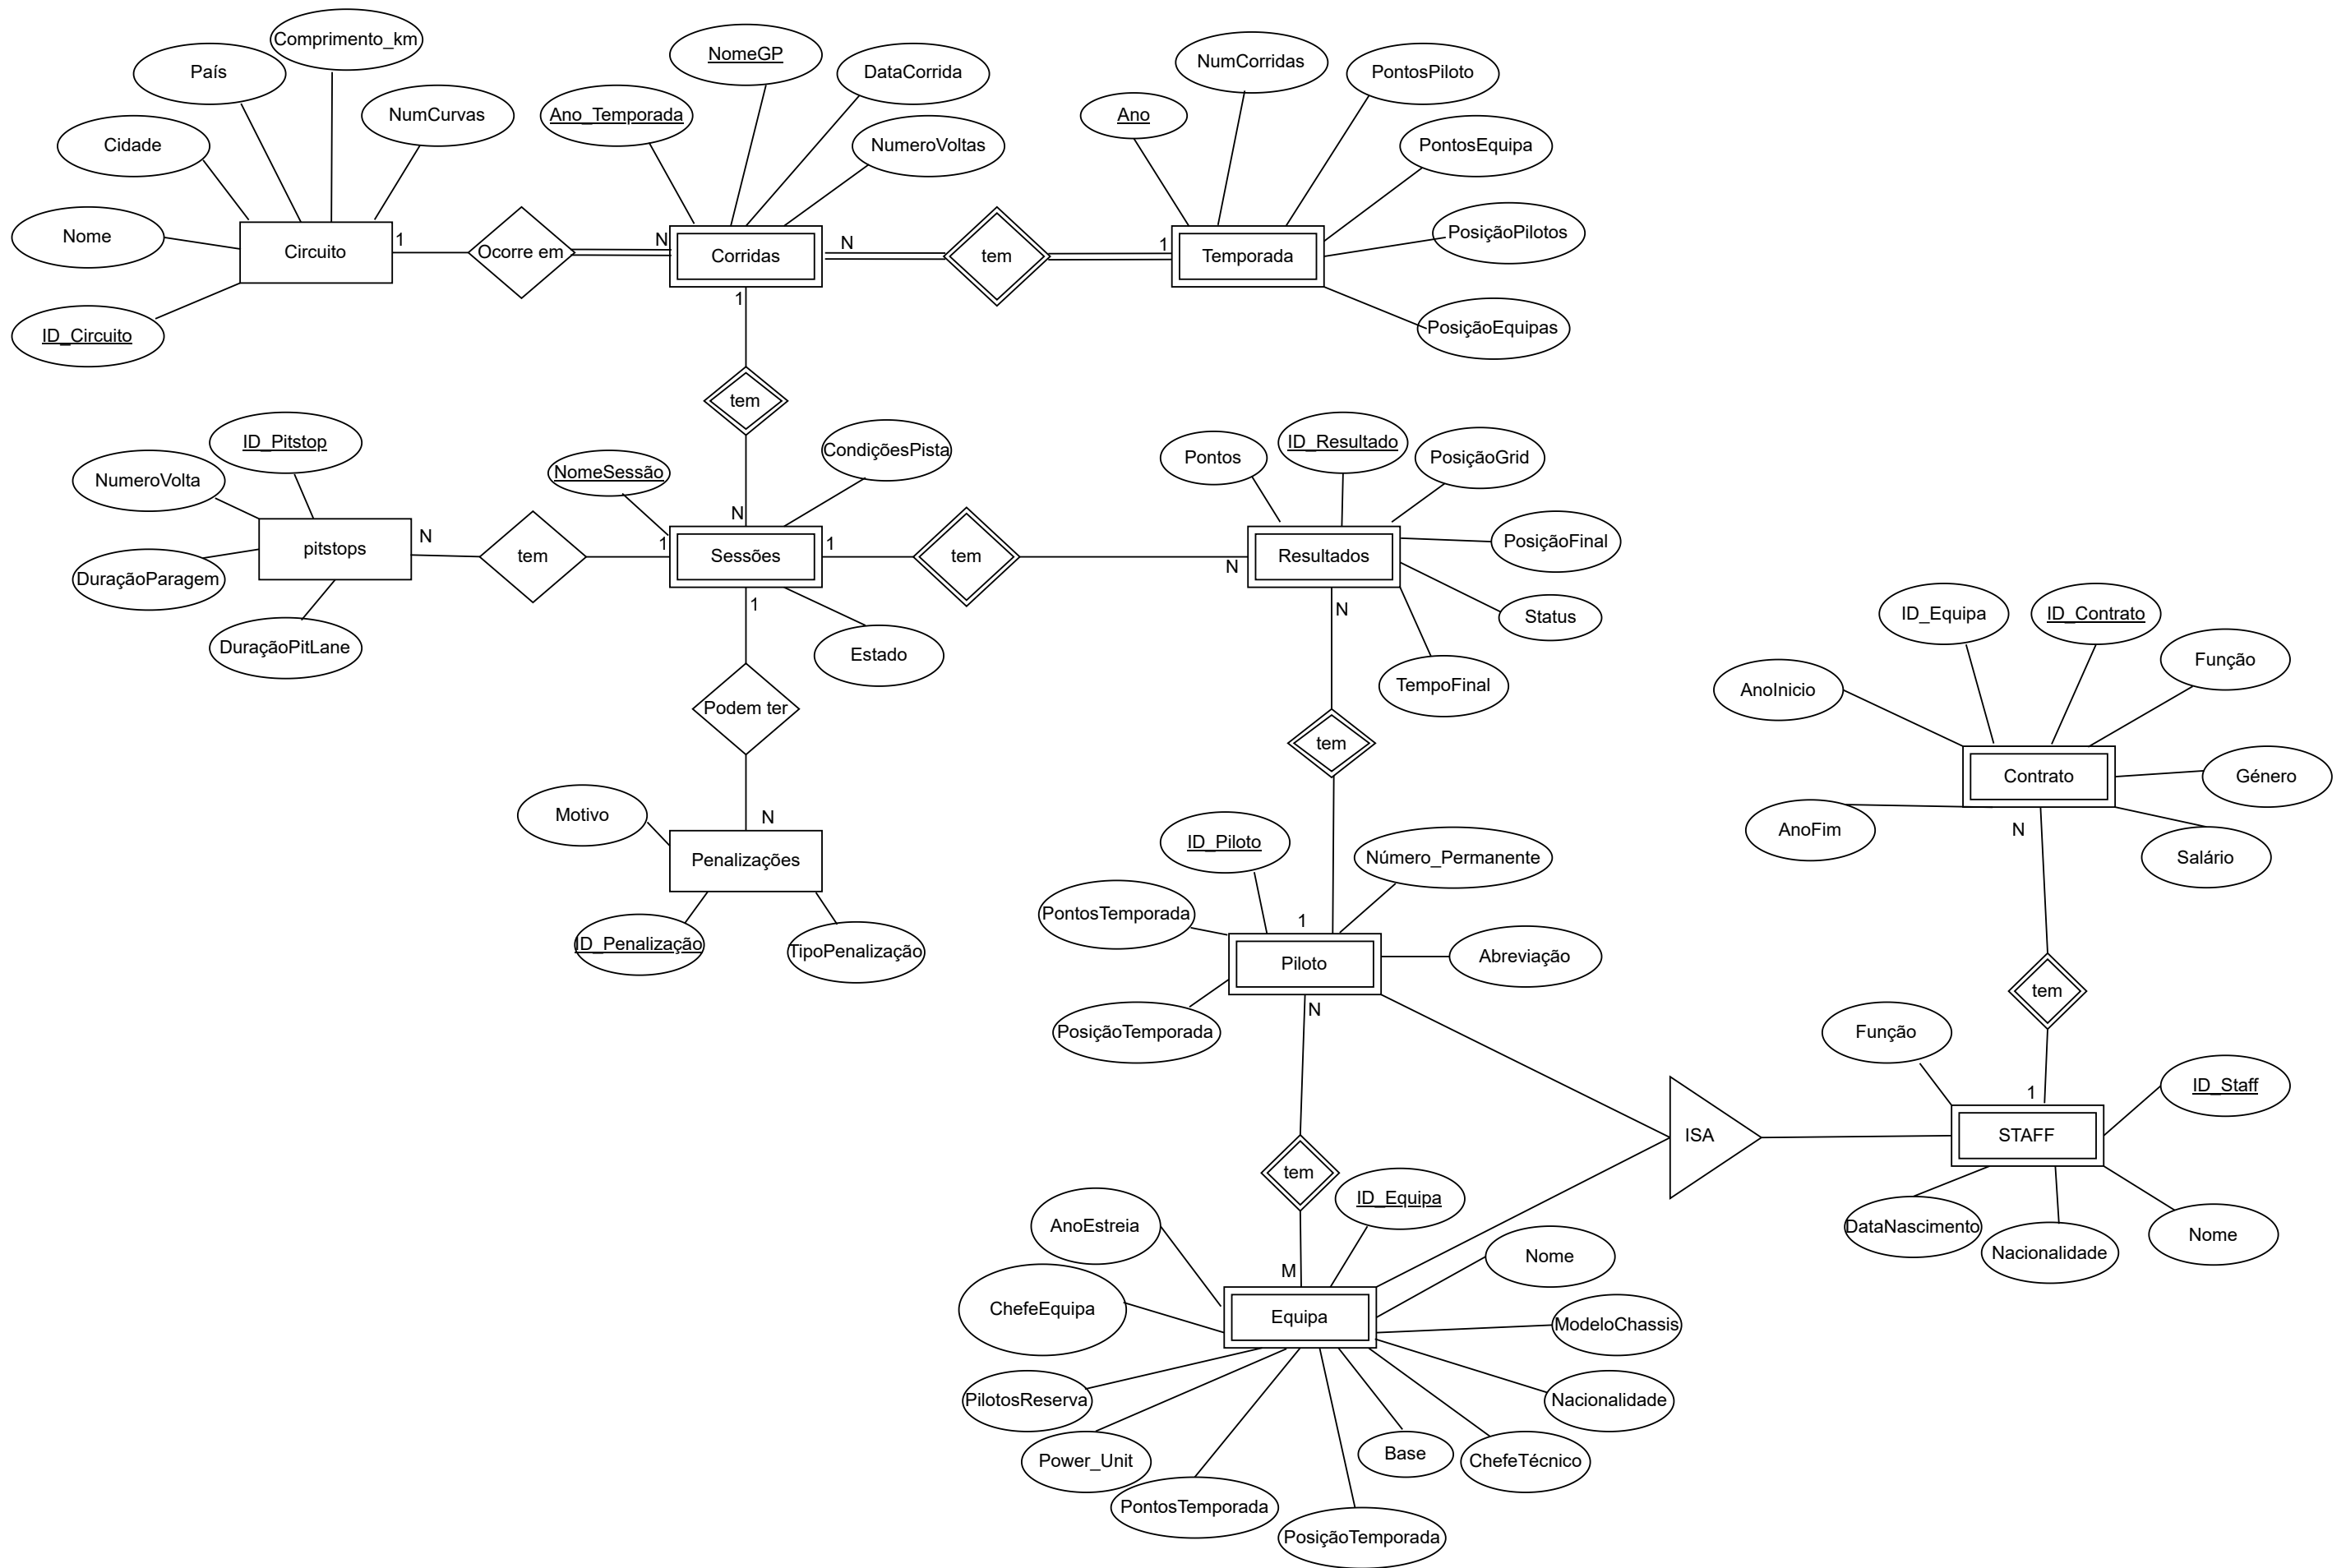 Comprimento_km
País
NumCurvas
Cidade
Nome
ID_Circuito
Circuito
1
Ocorre em
N
NomeGP
Ano_Temporada
DataCorrida
NumeroVoltas
Corridas
N
tem
1
NumCorridas
PontosPiloto
Ano
PontosEquipa
PosiçãoPilotos
PosiçãoEquipas
Temporada
1
tem
N
ID_Pitstop
NumeroVolta
DuraçãoParagem
DuraçãoPitLane
pitstops
N
tem
1
NomeSessão
CondiçõesPista
Sessões
Estado
1
tem
N
1
Podem ter
N
Motivo
Penalizações
ID_Penalização
TipoPenalização
Pontos
ID_Resultado
PosiçãoGrid
PosiçãoFinal
Status
TempoFinal
Resultados
N
tem
1
ID_Piloto
Número_Permanente
PontosTemporada
Abreviação
PosiçãoTemporada
Piloto
N
tem
M
ID_Equipa
AnoEstreia
Nome
ChefeEquipa
Equipa
ModeloChassis
PilotosReserva
Nacionalidade
Power_Unit
Base
ChefeTécnico
PontosTemporada
PosiçãoTemporada
ISA
ID_Equipa
ID_Contrato
Função
AnoInicio
Género
Contrato
AnoFim
Salário
N
tem
1
Função
ID_Staff
STAFF
DataNascimento
Nacionalidade
Nome